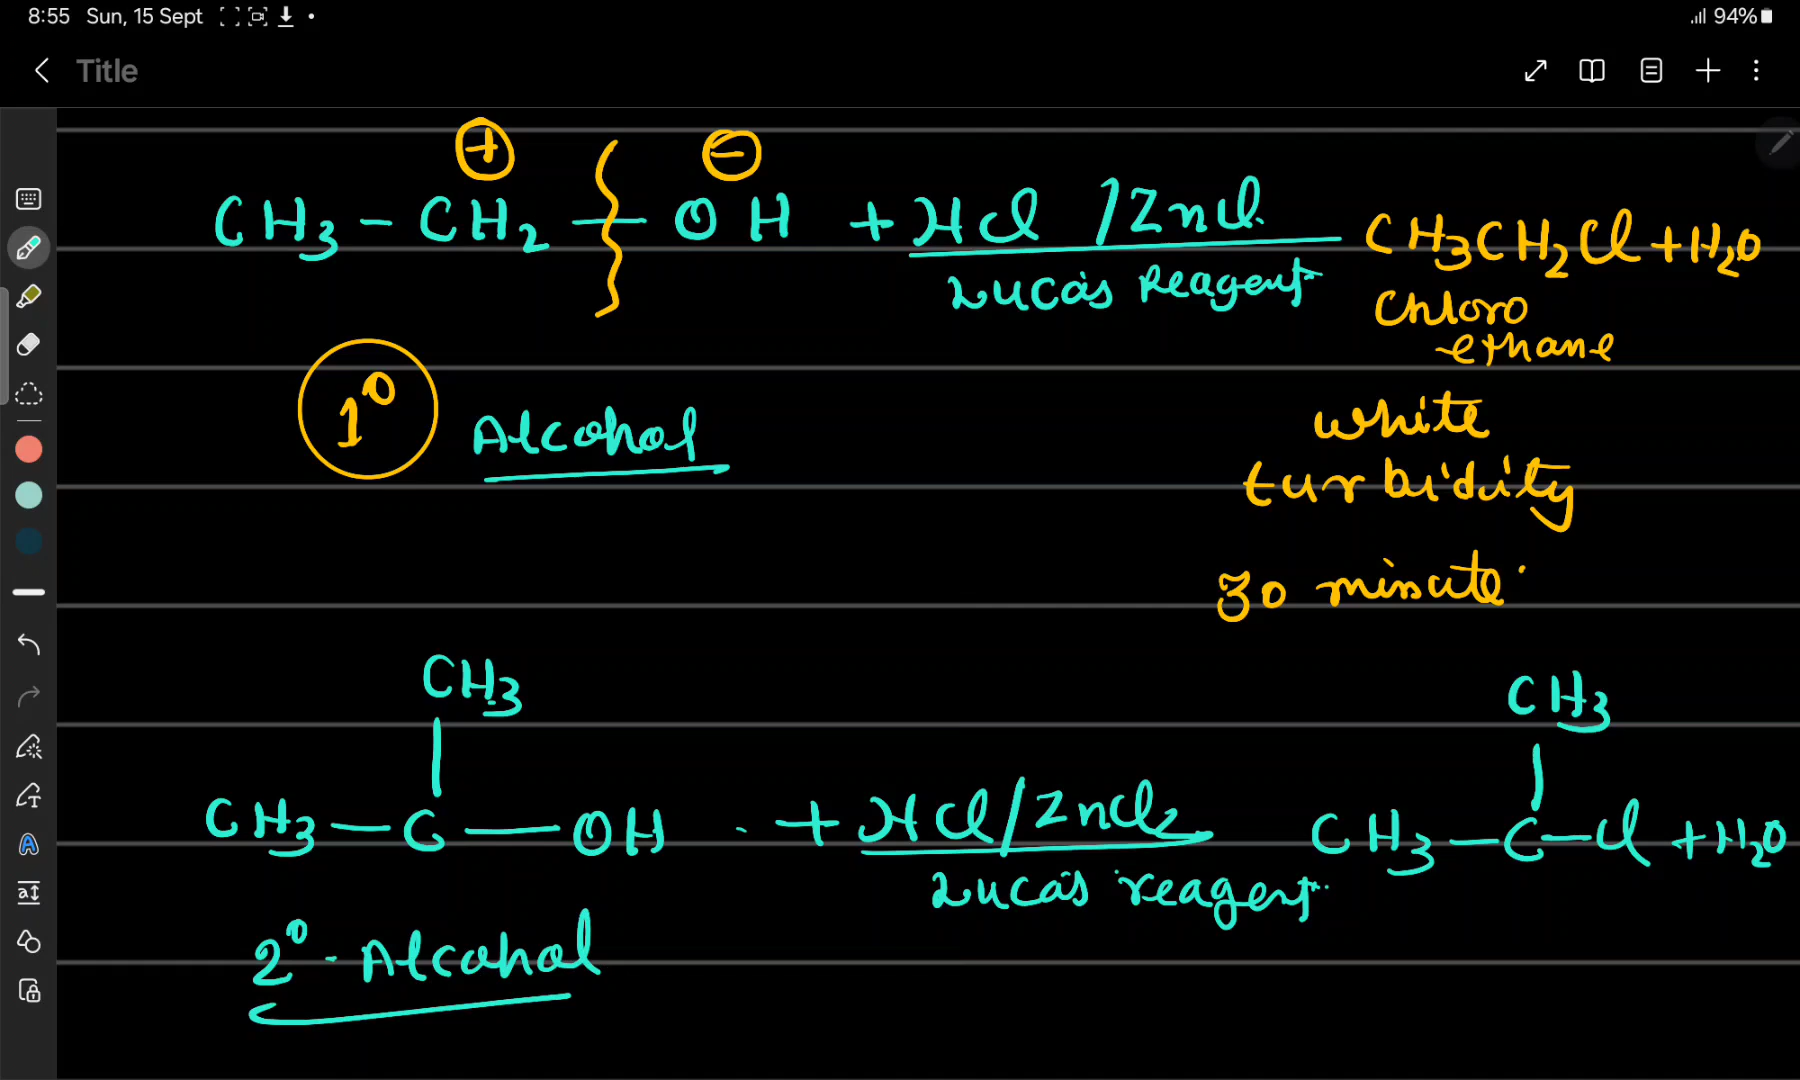 8:55 Sun, 15 Sept 94%
Title
+ −
CH3 - CH2 - OH + HCl / ZnCl CH3CH2Cl + H2O
Lucas Reagent Chloro
ethane
1° Alcohol white
turbidity
30 minute
CH3 CH3
CH3 — C — OH + HCl / ZnCl2 CH3 — C — Cl + H2O
Lucas reagent
2° Alcohol